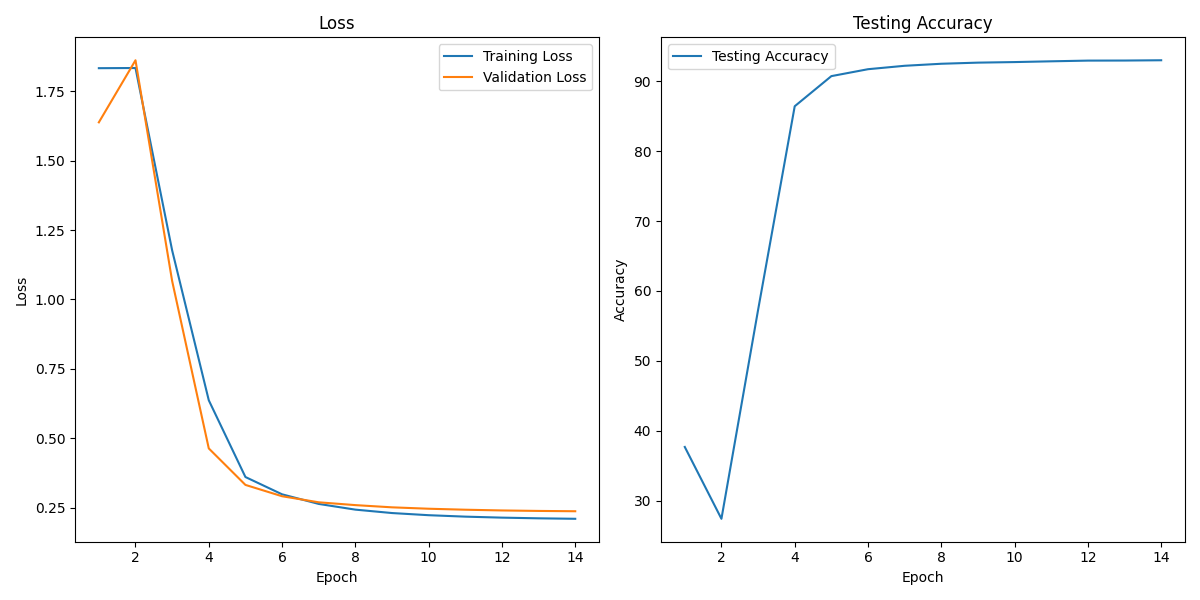 Loss
Training Loss
Validation Loss
1.75
1.50
1.25
1.00
0.75
0.50
0.25
Loss
2 4 6 8 10 12 14
Epoch
Testing Accuracy
Testing Accuracy
90
80
70
60
50
40
30
Accuracy
2 4 6 8 10 12 14
Epoch